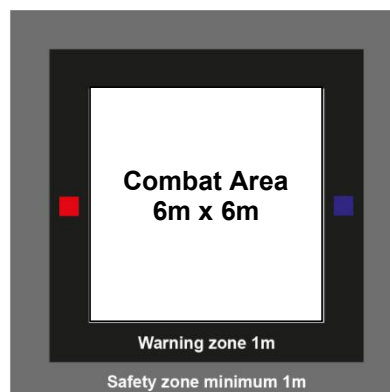 Combat Area
6m x 6m
Warning zone 1m
Safety zone minimum 1m